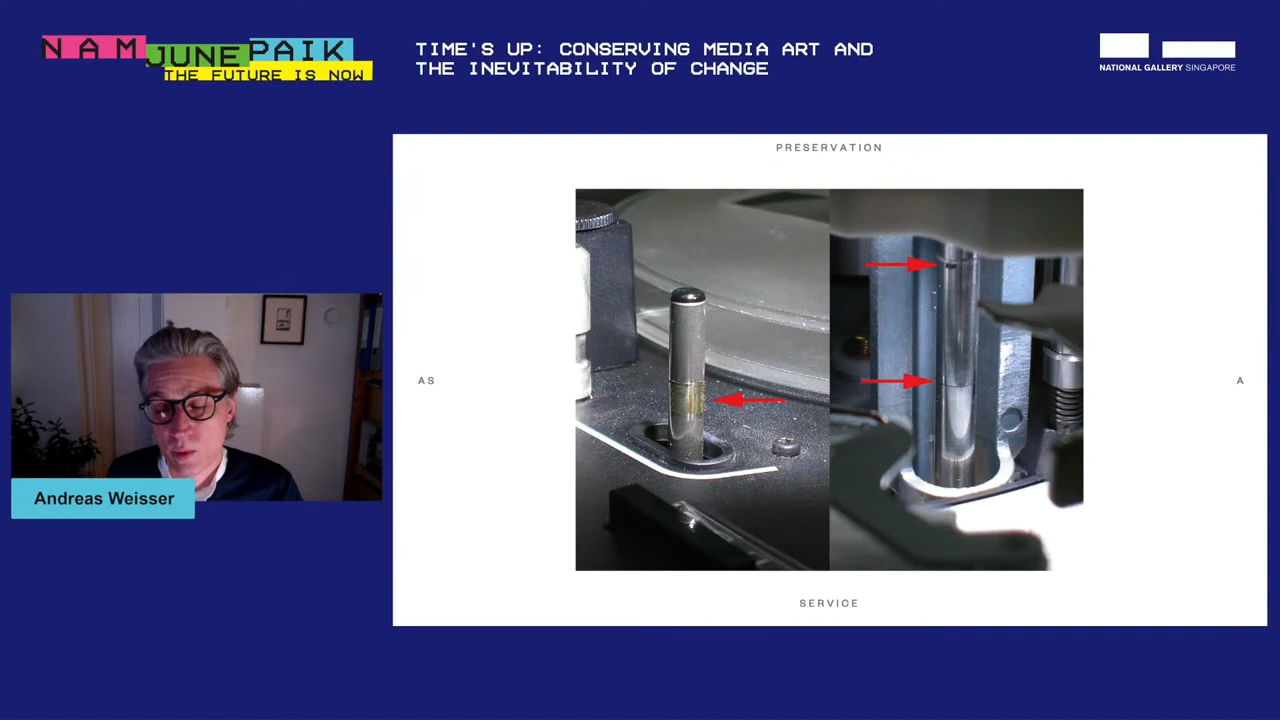 NAM JUNE PAIK
THE FUTURE IS NOW
TIME'S UP: CONSERVING MEDIA ART AND
THE INEVITABILITY OF CHANGE
NATIONAL GALLERY SINGAPORE
PRESERVATION
AS
A
SERVICE
Andreas Weisser